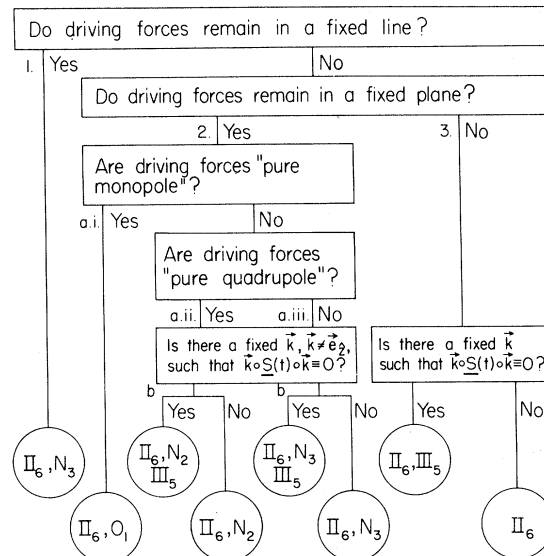 Do driving forces remain in a fixed line?
1. Yes No
Do driving forces remain in a fixed plane?
2. Yes 3. No
Are driving forces "pure
monopole"?
a.i. Yes No
Are driving forces
"pure quadrupole"?
a.ii. Yes a.iii. No
Is there a fixed k⃗, k⃗≠e⃗₂̂,
such that k⃗∘S̲(t)∘k⃗≡0?
Is there a fixed k⃗
such that k⃗∘S̲(t)∘k⃗≡0?
b Yes No b Yes No Yes No
II₆, N₃
II₆, N₂
III₅
II₆, N₃
III₅
II₆, III₅
II₆, O₁
II₆, N₂
II₆, N₃
II₆